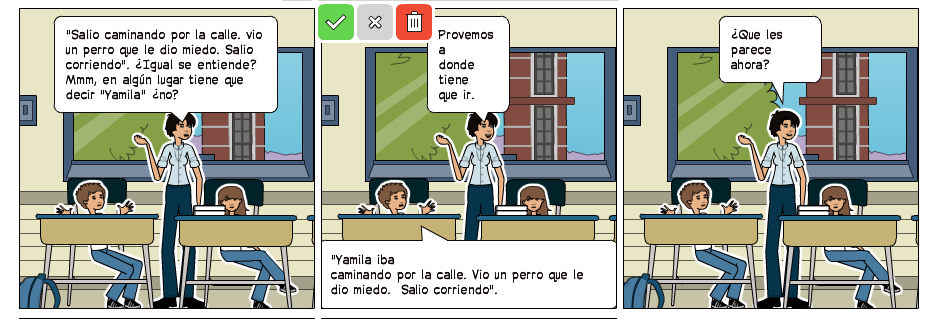 "Salio caminando por la calle. vio
un perro que le dio miedo. Salio
corriendo". ¿Igual se entiende?
Mmm, en algún lugar tiene que
decir "Yamila" ¿no?
Provemos
a
donde
tiene
que ir.
"Yamila iba
caminando por la calle. Vio un perro que le
dio miedo. Salio corriendo".
¿Que les
parece
ahora?